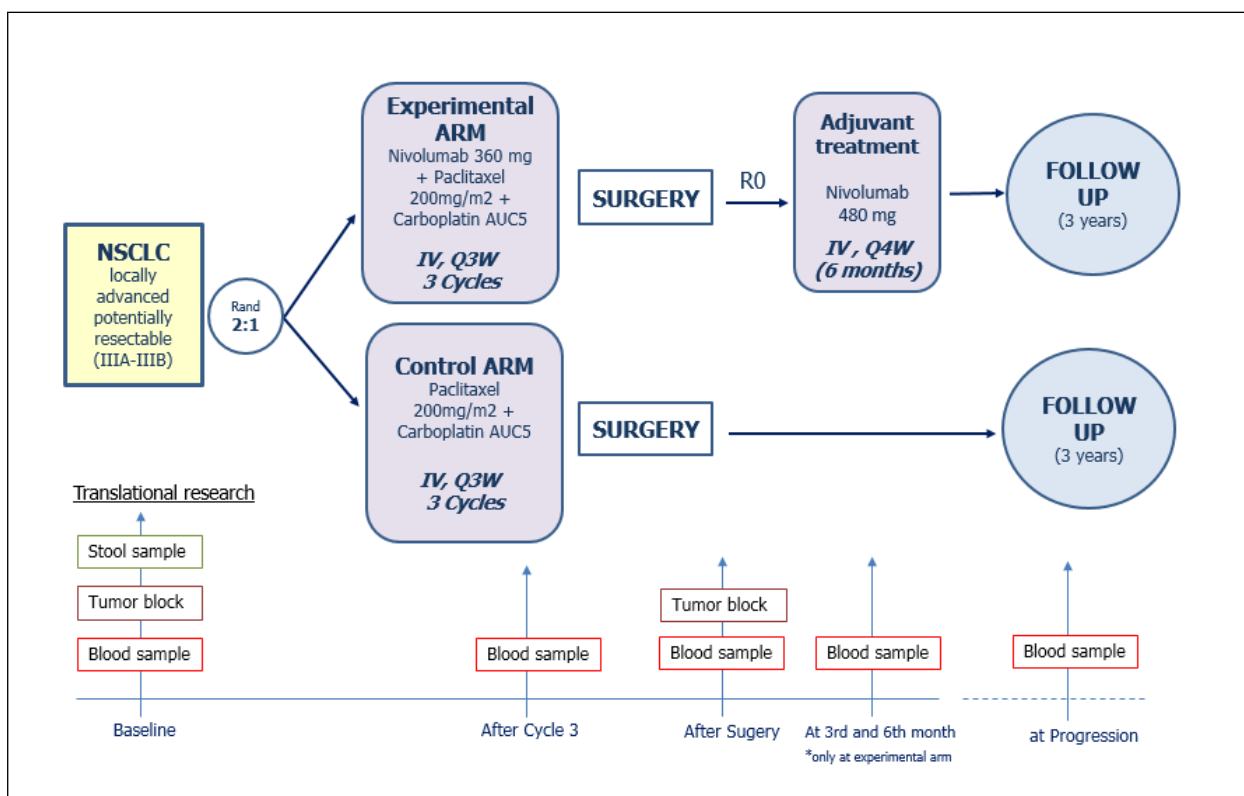 NSCLC
locally
advanced
potentially
resectable
(IIIA-IIIB)
Rand
2:1
Experimental
ARM
Nivolumab 360 mg
+ Paclitaxel
200mg/m2 +
Carboplatin AUC5
IV, Q3W
3 Cycles
SURGERY
R0
Adjuvant
treatment
Nivolumab
480 mg
IV , Q4W
(6 months)
FOLLOW
UP
(3 years)
Control ARM
Paclitaxel
200mg/m2 +
Carboplatin AUC5
IV, Q3W
3 Cycles
SURGERY
FOLLOW
UP
(3 years)
Translational research
Stool sample
Tumor block
Blood sample
Baseline
Blood sample
After Cycle 3
Tumor block
Blood sample
After Sugery
Blood sample
At 3rd and 6th month
*only at experimental arm
Blood sample
at Progression